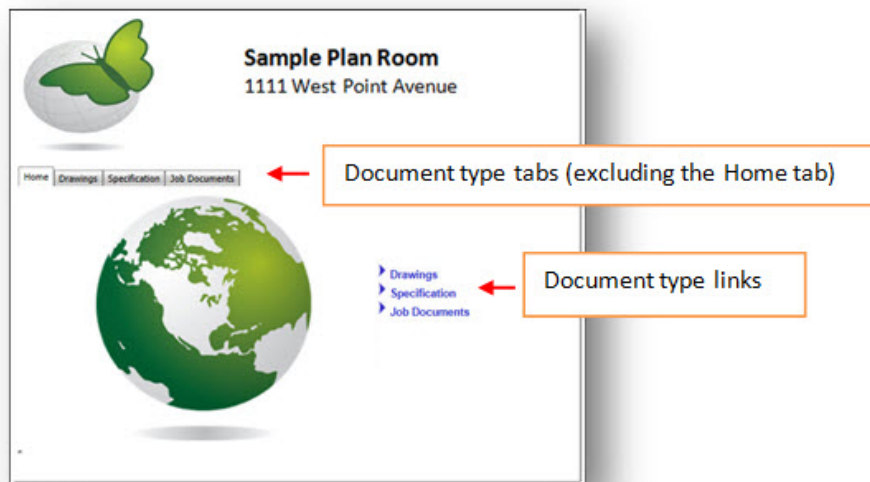 Sample Plan Room
1111 West Point Avenue
Home Drawings Specification Job Documents
Document type tabs (excluding the Home tab)
Drawings
Specification
Job Documents
Document type links